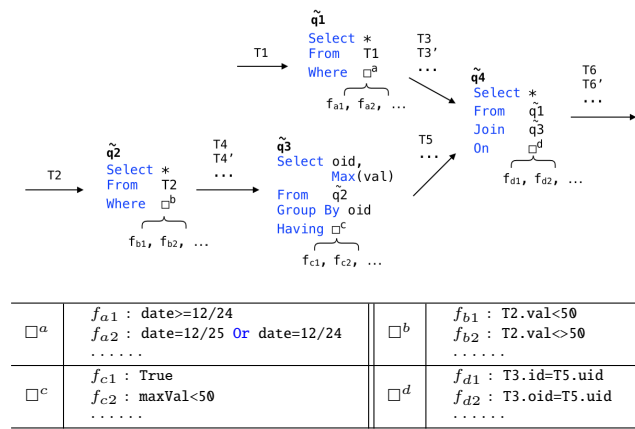 q̃1
Select *
From T1
Where □a
fa1, fa2, ...
T1
T3
T3'
...
q̃4
Select *
From q̃1
Join q̃3
On □d
fd1, fd2, ...
T6
T6'
...
T2
q̃2
Select *
From T2
Where □b
fb1, fb2, ...
T4
T4'
...
q̃3
Select oid,
Max(val)
From q̃2
Group By oid
Having □c
fc1, fc2, ...
T5
...
□a
fa1 : date>=12/24
fa2 : date=12/25 Or date=12/24
......
□b
fb1 : T2.val<50
fb2 : T2.val<>50
......
□c
fc1 : True
fc2 : maxVal<50
......
□d
fd1 : T3.id=T5.uid
fd2 : T3.oid=T5.uid
......